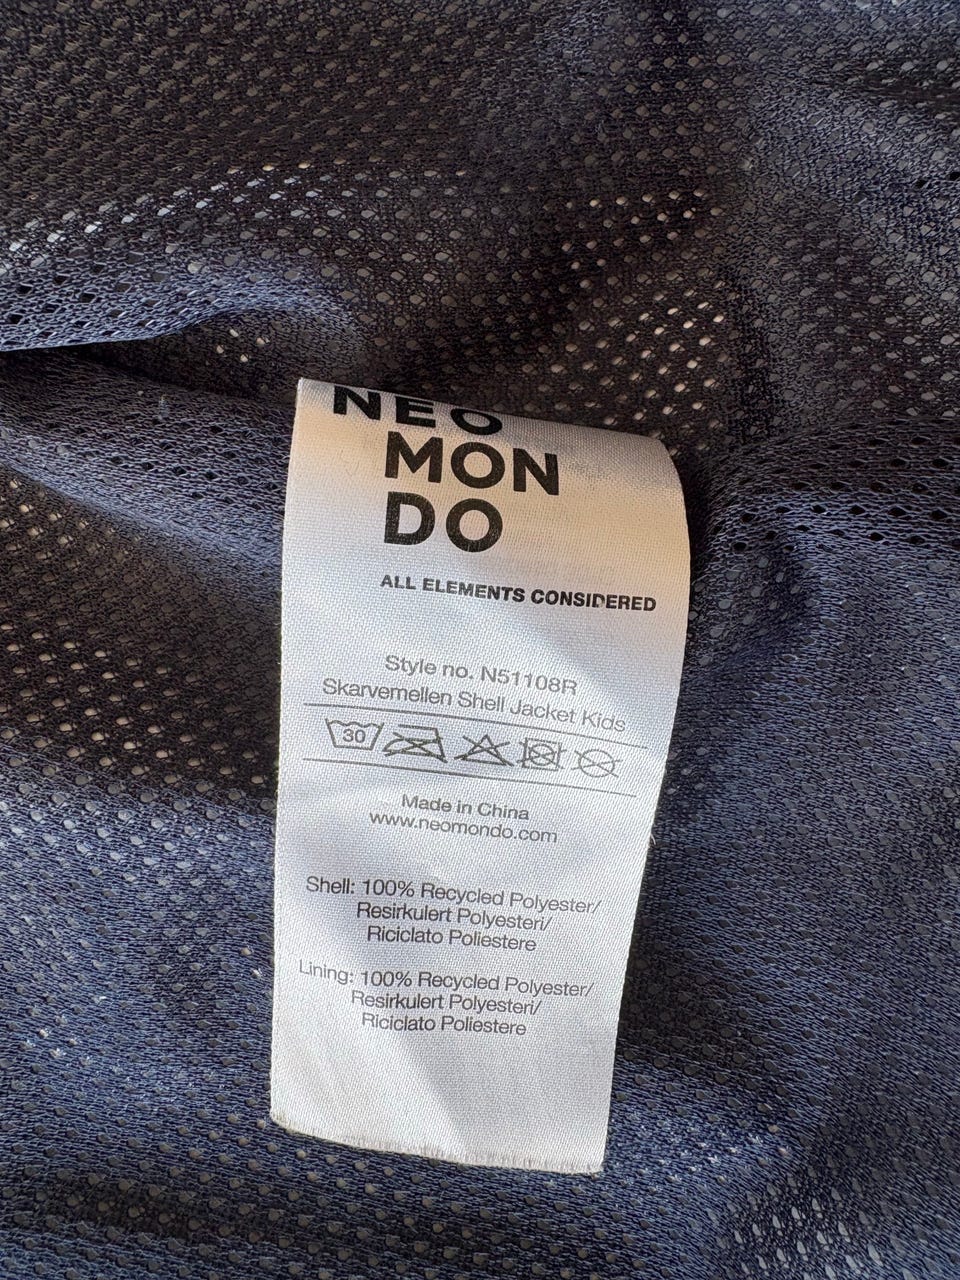 NEO
MON
DO
ALL ELEMENTS CONSIDERED
Style no. N51108R
Skarvemellen Shell Jacket Kids
30
Made in China
www.neomondo.com
Shell: 100% Recycled Polyester/
Resirkulert Polyesteri/
Riciclato Poliestere
Lining: 100% Recycled Polyester/
Resirkulert Polyesteri/
Riciclato Poliestere